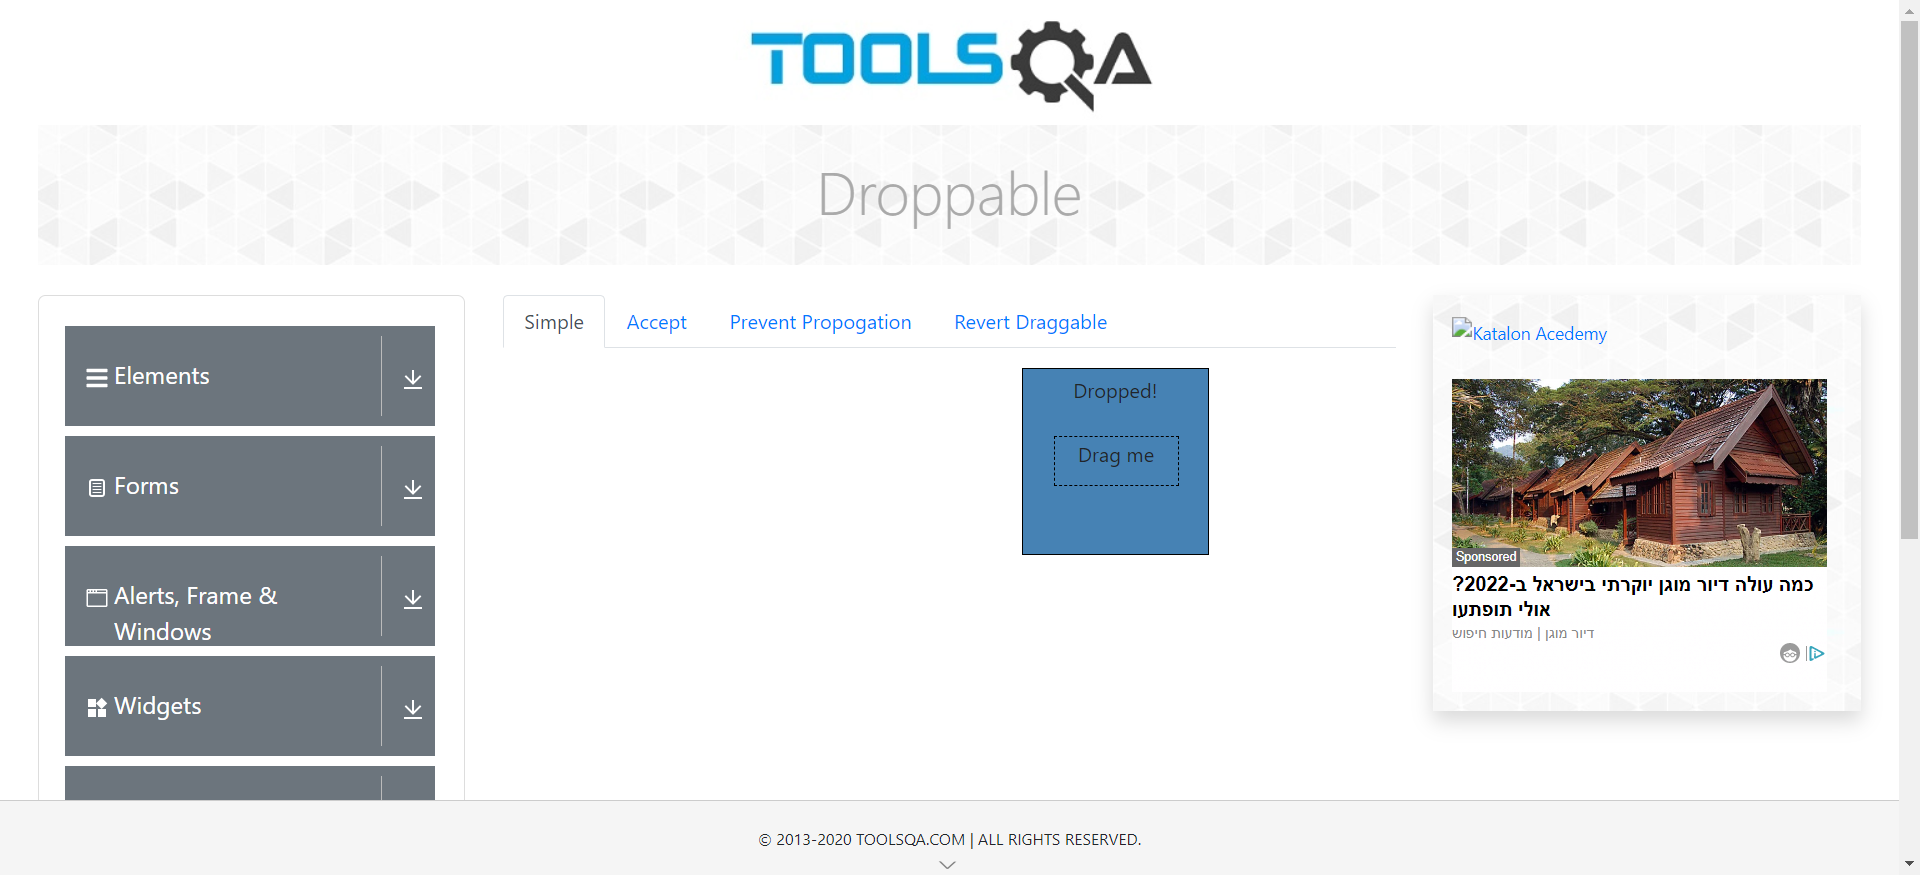 TOOLSQA
Droppable
Elements
Forms
Alerts, Frame &
Windows
Widgets
Simple
Accept
Prevent Propogation
Revert Draggable
Dropped!
Drag me
Katalon Acedemy
Sponsored
כמה עולה דיור מוגן יוקרתי בישראל ב-2022?
אולי תופתעו
דיור מוגן | מודעות חיפוש
© 2013-2020 TOOLSQA.COM | ALL RIGHTS RESERVED.